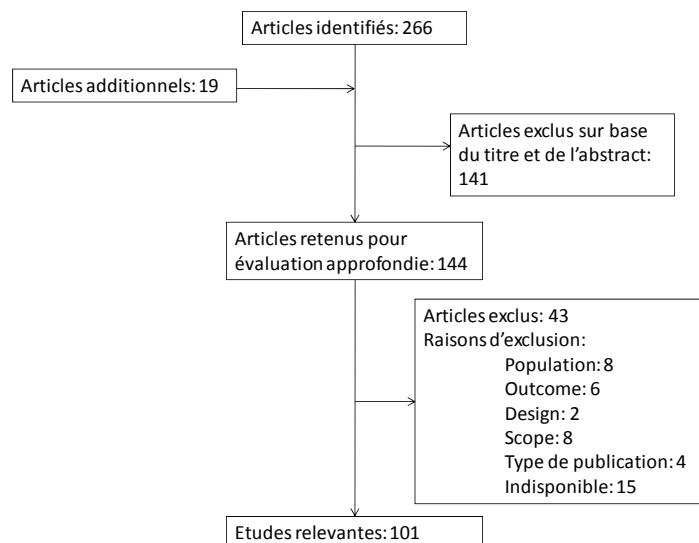 Articles identifiés: 266
Articles additionnels: 19
Articles exclus sur base
du titre et de l'abstract:
141
Articles retenus pour
évaluation approfondie: 144
Articles exclus: 43
Raisons d'exclusion:
Population: 8
Outcome: 6
Design: 2
Scope: 8
Type de publication: 4
Indisponible: 15
Etudes relevantes: 101